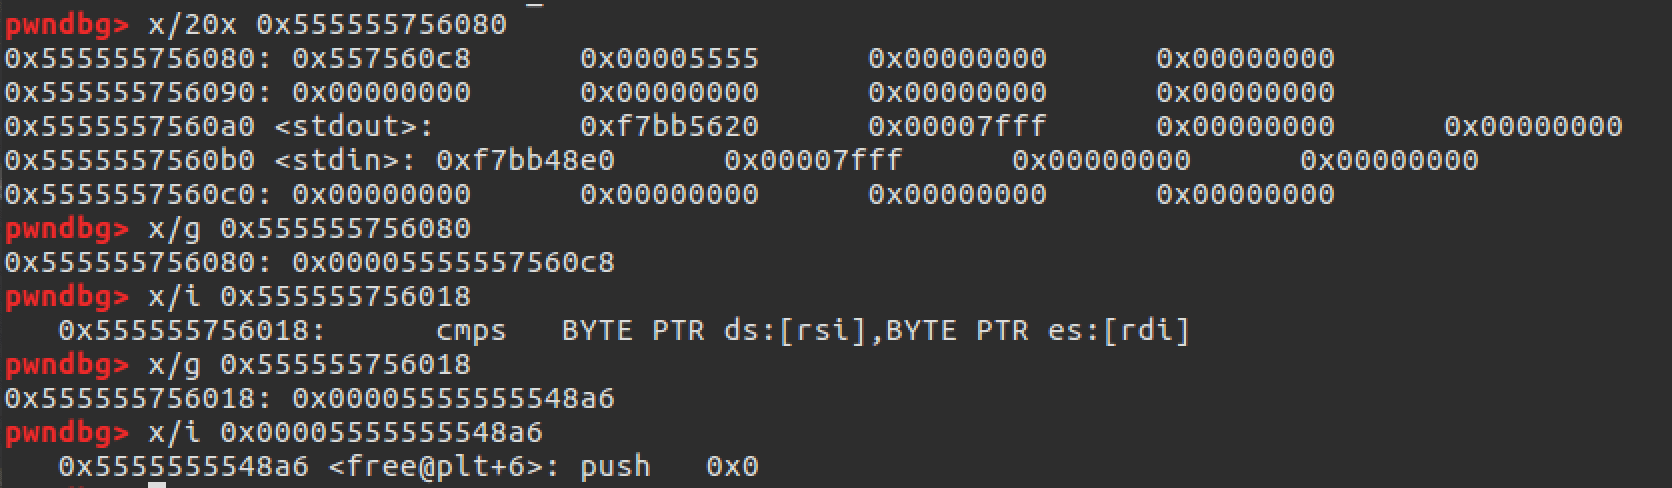 pwndbg> x/20x 0x555555756080
0x555555756080: 0x557560c8 0x00005555 0x00000000 0x00000000
0x555555756090: 0x00000000 0x00000000 0x00000000 0x00000000
0x5555557560a0 <stdout>: 0xf7bb5620 0x00007fff 0x00000000 0x00000000
0x5555557560b0 <stdin>: 0xf7bb48e0 0x00007fff 0x00000000 0x00000000
0x5555557560c0: 0x00000000 0x00000000 0x00000000 0x00000000
pwndbg> x/g 0x555555756080
0x555555756080: 0x00005555557560c8
pwndbg> x/i 0x555555756018
0x555555756018: cmps BYTE PTR ds:[rsi],BYTE PTR es:[rdi]
pwndbg> x/g 0x555555756018
0x555555756018: 0x00005555555548a6
pwndbg> x/i 0x00005555555548a6
0x5555555548a6 <free@plt+6>: push 0x0